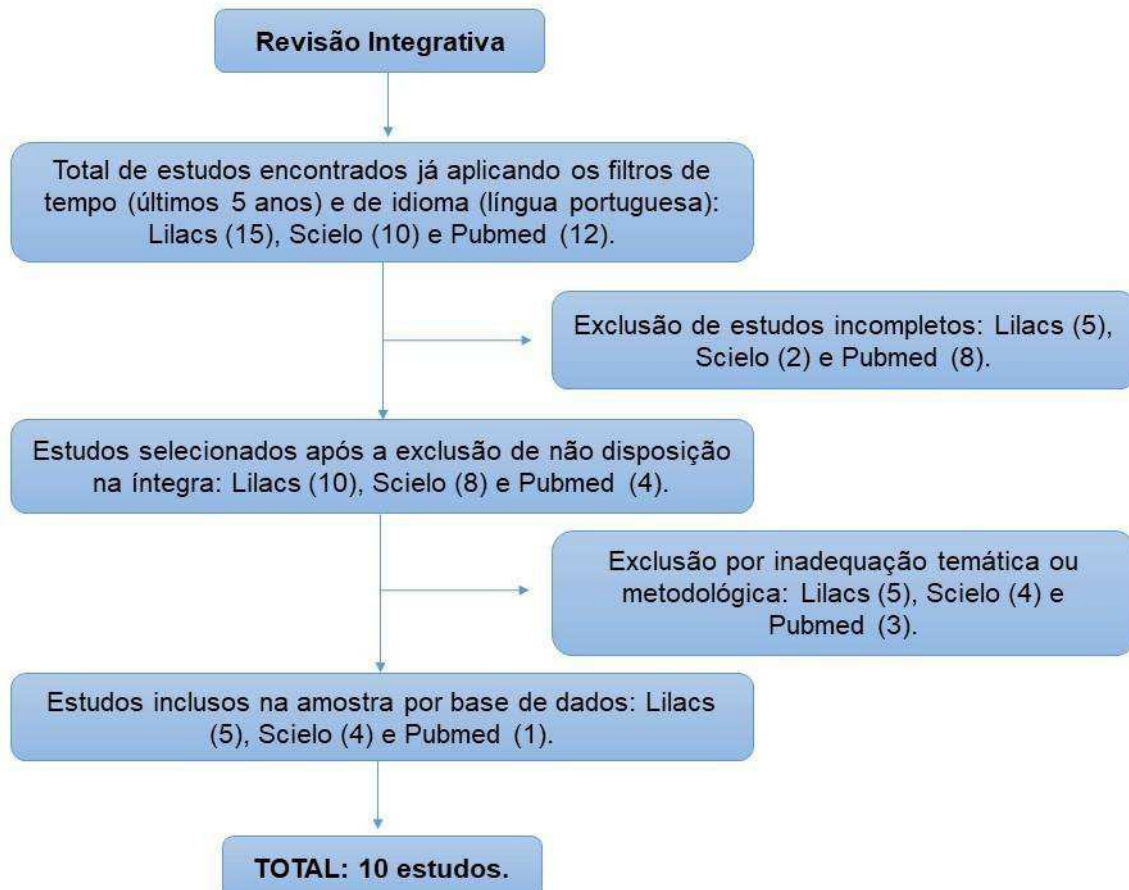 Revisão Integrativa
Total de estudos encontrados já aplicando os filtros de
tempo (últimos 5 anos) e de idioma (língua portuguesa):
Lilacs (15), Scielo (10) e Pubmed (12).
Exclusão de estudos incompletos: Lilacs (5),
Scielo (2) e Pubmed (8).
Estudos selecionados após a exclusão de não disposição
na íntegra: Lilacs (10), Scielo (8) e Pubmed (4).
Exclusão por inadequação temática ou
metodológica: Lilacs (5), Scielo (4) e
Pubmed (3).
Estudos inclusos na amostra por base de dados: Lilacs
(5), Scielo (4) e Pubmed (1).
TOTAL: 10 estudos.